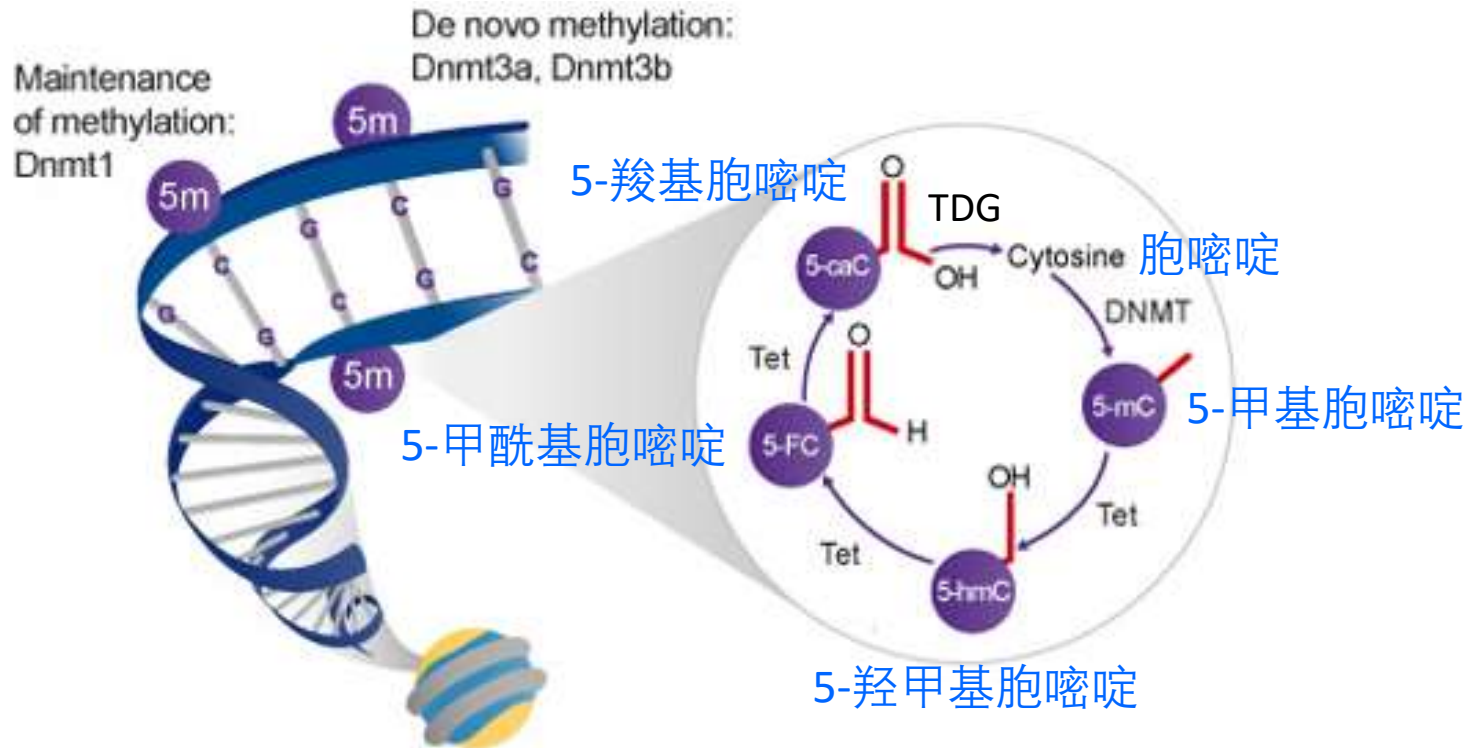 De novo methylation:
Dnmt3a, Dnmt3b
Maintenance
of methylation:
Dnmt1
5m
5m
G
C
G
C
G
C
G
C
G
C
5m
5-羧基胞嘧啶
O
TDG
5-caC
OH
Cytosine
胞嘧啶
DNMT
Tet
O
5-mC
5-甲基胞嘧啶
5-甲酰基胞嘧啶
5-FC
H
OH
Tet
Tet
5-hmC
5-羟甲基胞嘧啶